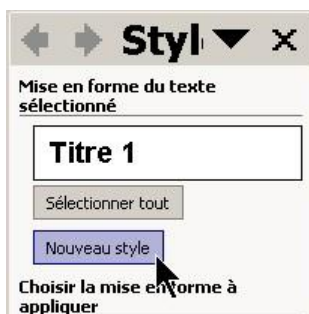 Styl
Mise en forme du texte
sélectionné
Titre 1
Sélectionner tout
Nouveau style
Choisir la mise en forme à
appliquer